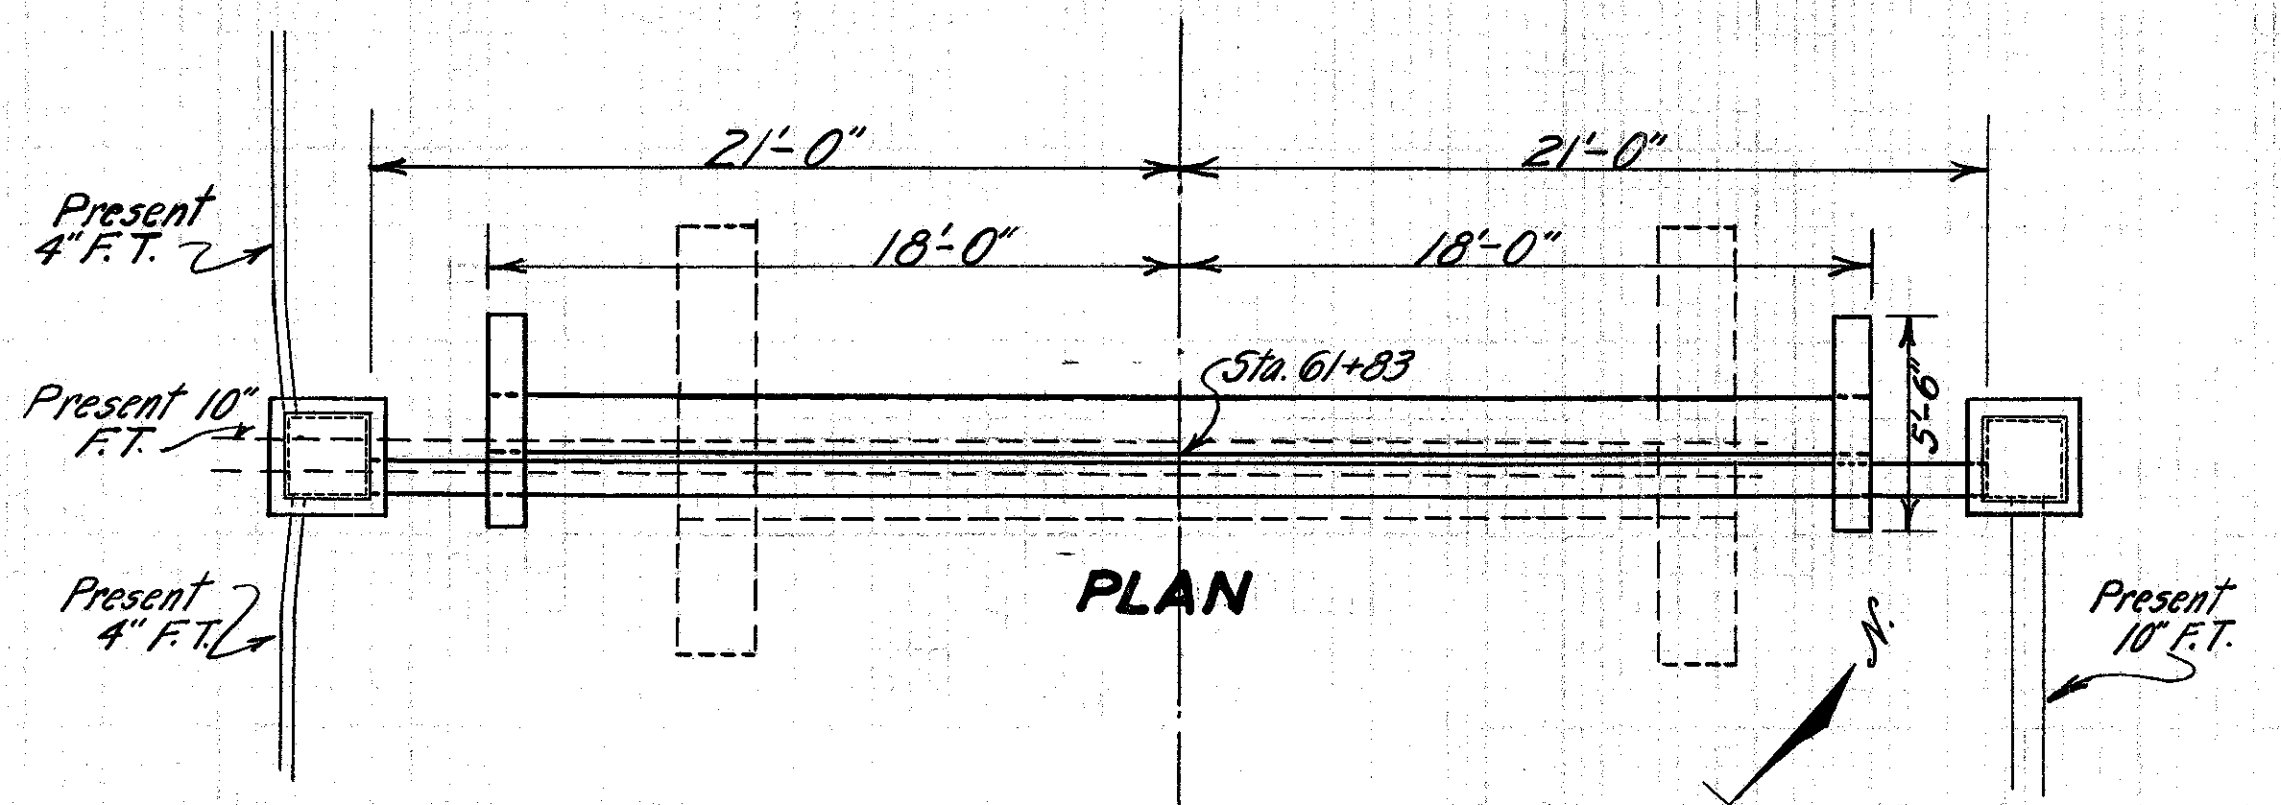 21'-0"
21'-0"
Present
4" F.T.
18'-0"
18'-0"
Sta. 61+83
Present 10"
F.T.
5'-6"
PLAN
Present
4" F.T.
N.
Present
10" F.T.